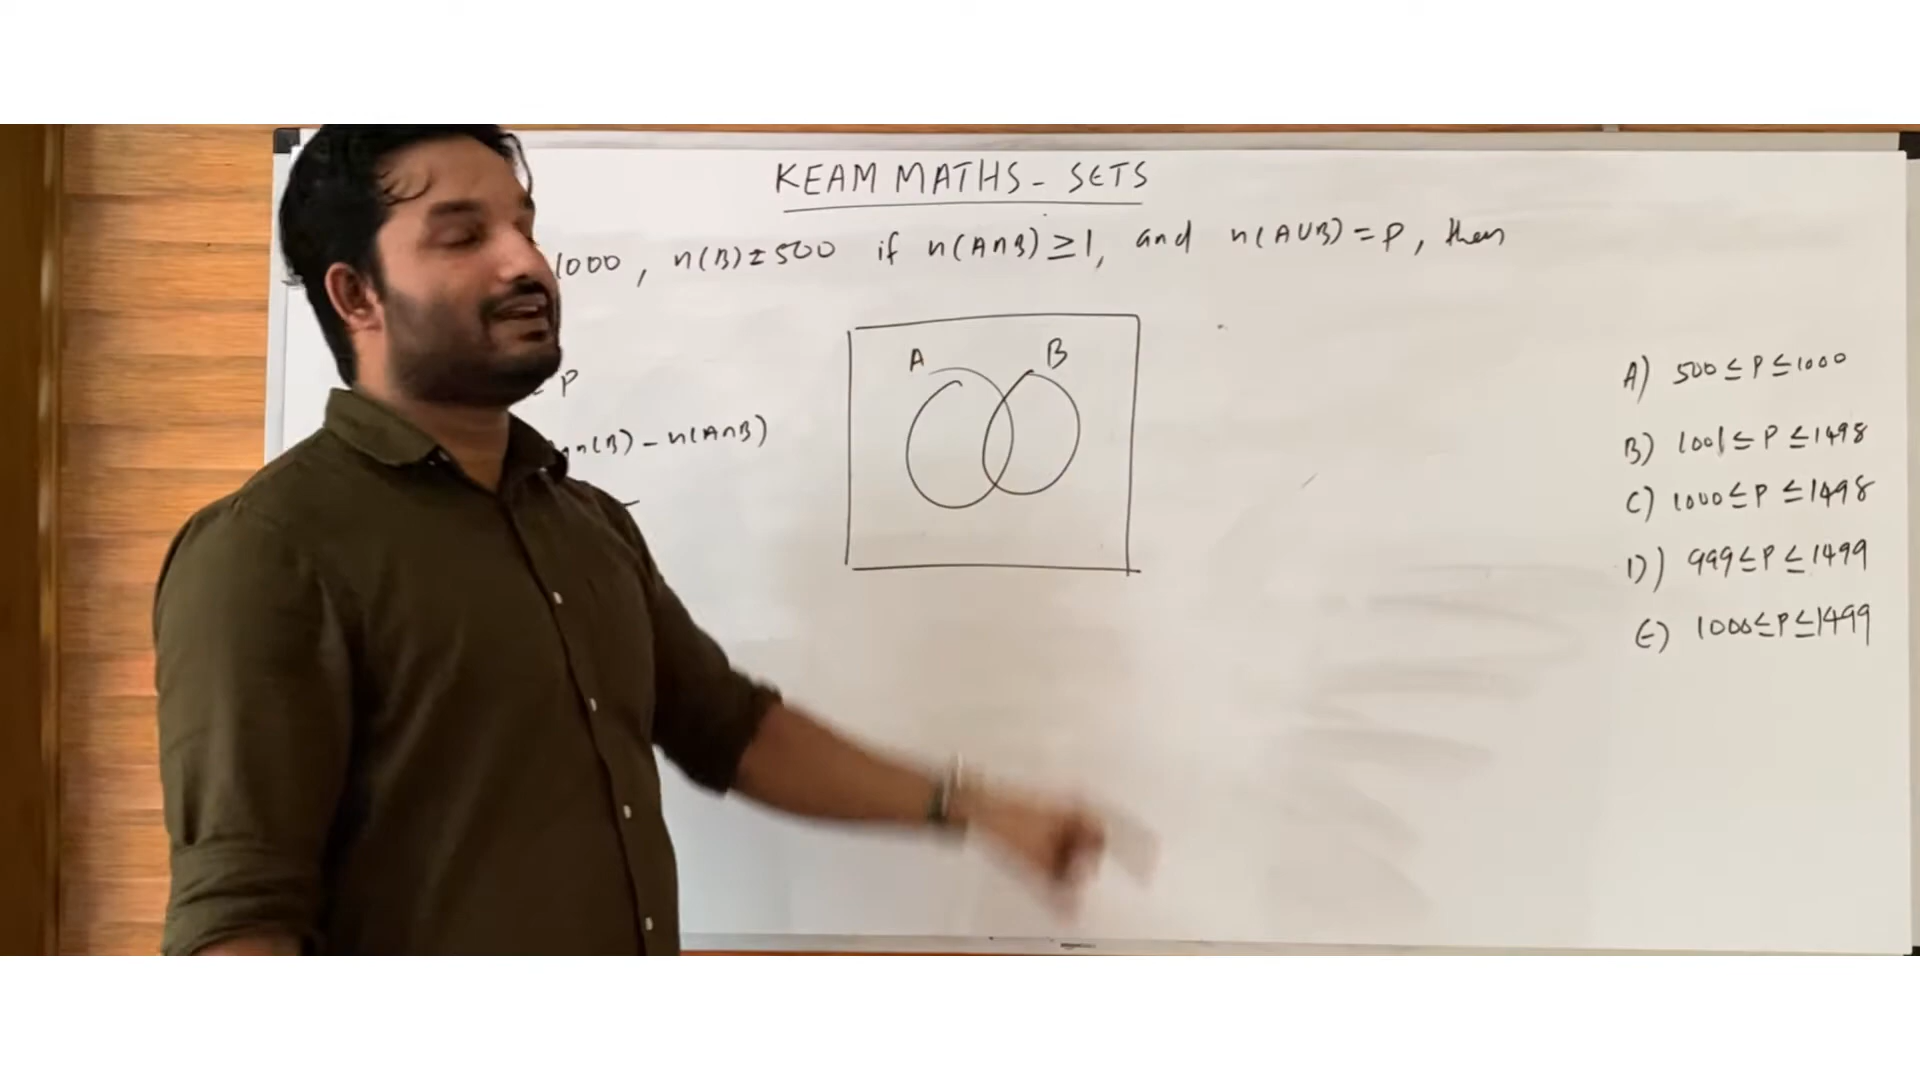 KEAM MATHS - SETS
1000, n(B)=500 if n(A∩B)≥1, and n(A∪B)=P, then
= P
n(B) - n(A∩B)
A B
A) 500≤P≤1000
B) 1001≤P≤1498
C) 1000≤P≤1498
D) 999≤P≤1499
E) 1000≤P≤1499